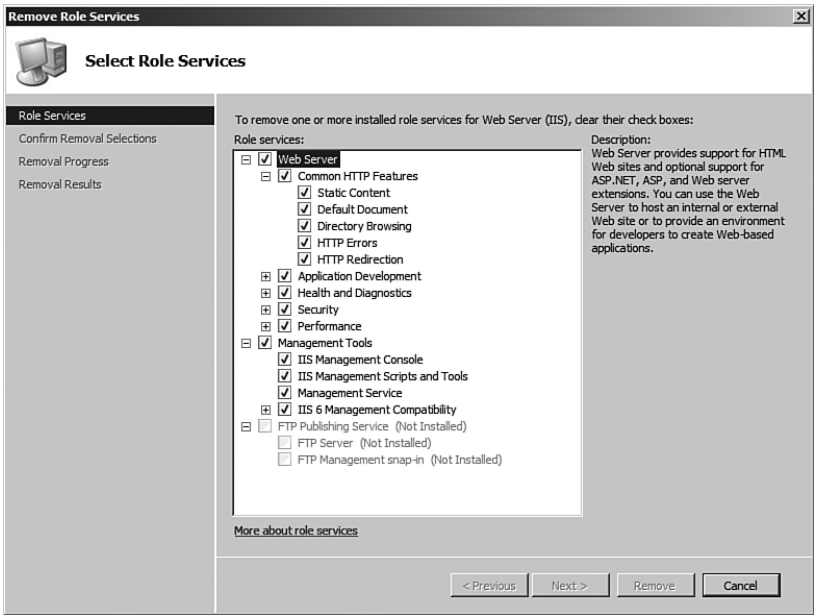 Remove Role Services
Select Role Services
Role Services
Confirm Removal Selections
Removal Progress
Removal Results
To remove one or more installed role services for Web Server (IIS), clear their check boxes:
Role services:
Web Server
Common HTTP Features
Static Content
Default Document
Directory Browsing
HTTP Errors
HTTP Redirection
Application Development
Health and Diagnostics
Security
Performance
Management Tools
IIS Management Console
IIS Management Scripts and Tools
Management Service
IIS 6 Management Compatibility
FTP Publishing Service (Not Installed)
FTP Server (Not Installed)
FTP Management snap-in (Not Installed)
More about role services
Description:
Web Server provides support for HTML
Web sites and optional support for
ASP.NET, ASP, and Web server
extensions. You can use the Web
Server to host an internal or external
Web site or to provide an environment
for developers to create Web-based
applications.
< Previous
Next >
Remove
Cancel